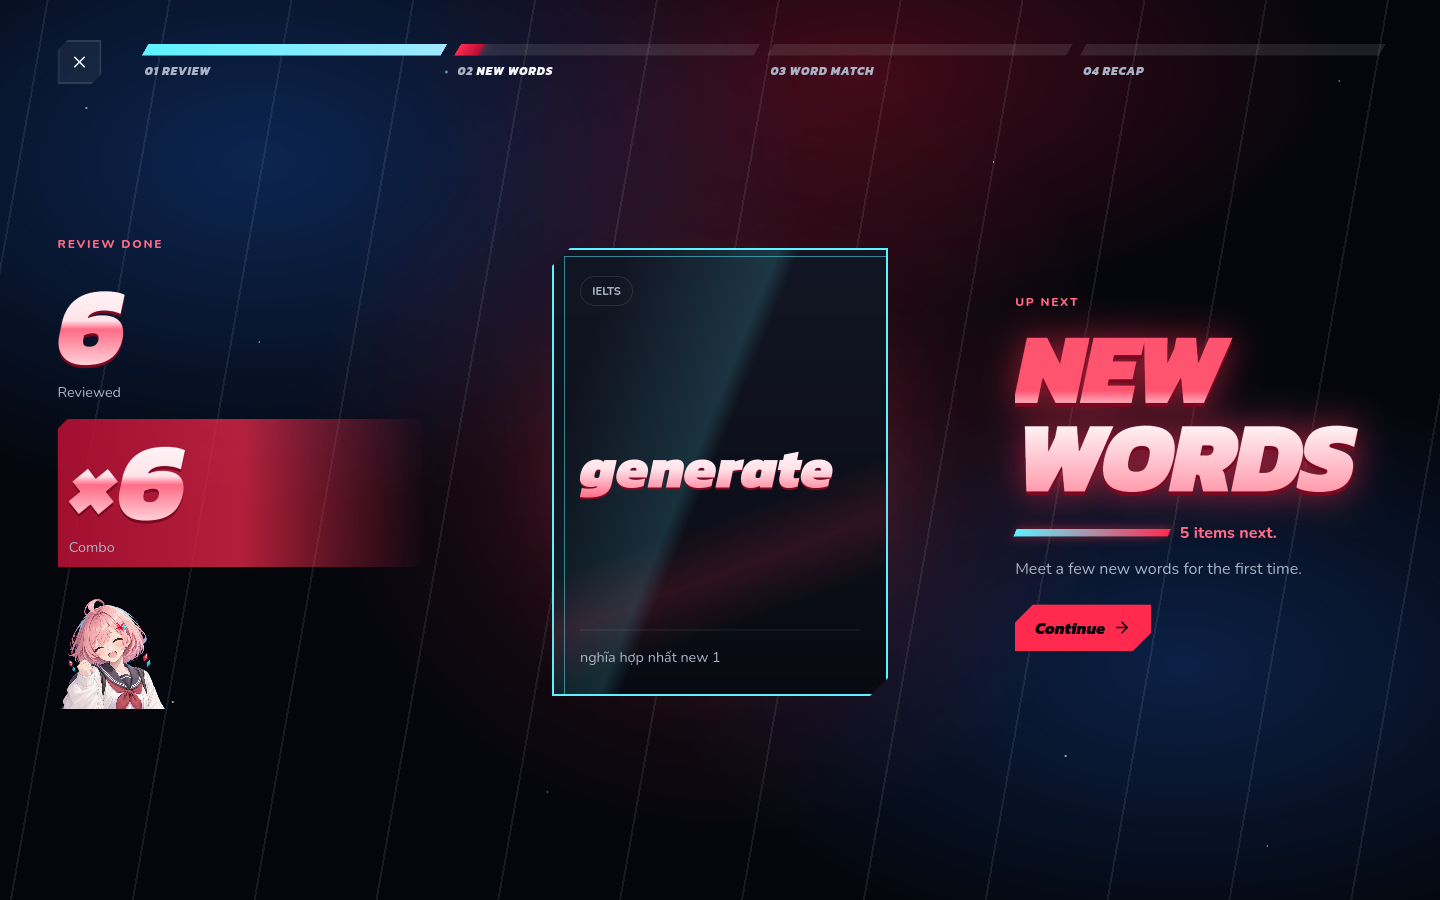 01 REVIEW
02 NEW WORDS
03 WORD MATCH
04 RECAP
REVIEW DONE
6
Reviewed
×6
Combo
IELTS
generate
nghĩa hợp nhất new 1
UP NEXT
NEW
WORDS
5 items next.
Meet a few new words for the first time.
Continue →